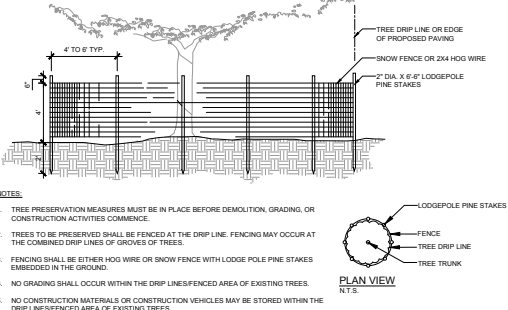 TREE DRIP LINE OR EDGE
OF PROPOSED PAVING
4' TO 6' TYP.
SNOW FENCE OR 2X4 HOG WIRE
6"
2" DIA. X 6'-6" LODGEPOLE
PINE STAKES
4'
2'
NOTES:
TREE PRESERVATION MEASURES MUST BE IN PLACE BEFORE DEMOLITION, GRADING, OR
CONSTRUCTION ACTIVITIES COMMENCE.
TREES TO BE PRESERVED SHALL BE FENCED AT THE DRIP LINE. FENCING MAY OCCUR AT
THE COMBINED DRIP LINES OF GROVES OF TREES.
FENCING SHALL BE EITHER HOG WIRE OR SNOW FENCE WITH LODGE POLE PINE STAKES
EMBEDDED IN THE GROUND.
NO GRADING SHALL OCCUR WITHIN THE DRIP LINES/FENCED AREA OF EXISTING TREES.
NO CONSTRUCTION MATERIALS OR CONSTRUCTION VEHICLES MAY BE STORED WITHIN THE
DRIP LINES/FENCED AREA OF EXISTING TREES
LODGEPOLE PINE STAKES
FENCE
TREE DRIP LINE
TREE TRUNK
PLAN VIEW
N.T.S.